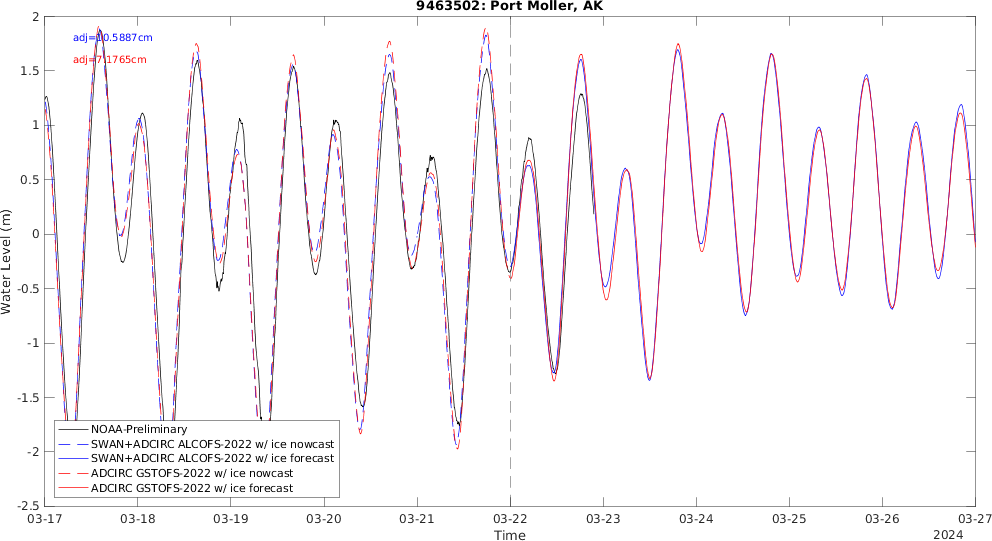 9463502: Port Moller, AK
2
adj=10.5887cm
adj=7.1765cm
1.5
1
0.5
0
-0.5
-1
-1.5
-2
-2.5
Water Level (m)
NOAA-Preliminary
SWAN+ADCIRC ALCOFS-2022 w/ ice nowcast
SWAN+ADCIRC ALCOFS-2022 w/ ice forecast
ADCIRC GSTOFS-2022 w/ ice nowcast
ADCIRC GSTOFS-2022 w/ ice forecast
03-17 03-18 03-19 03-20 03-21 03-22 03-23 03-24 03-25 03-26 03-27
Time
2024